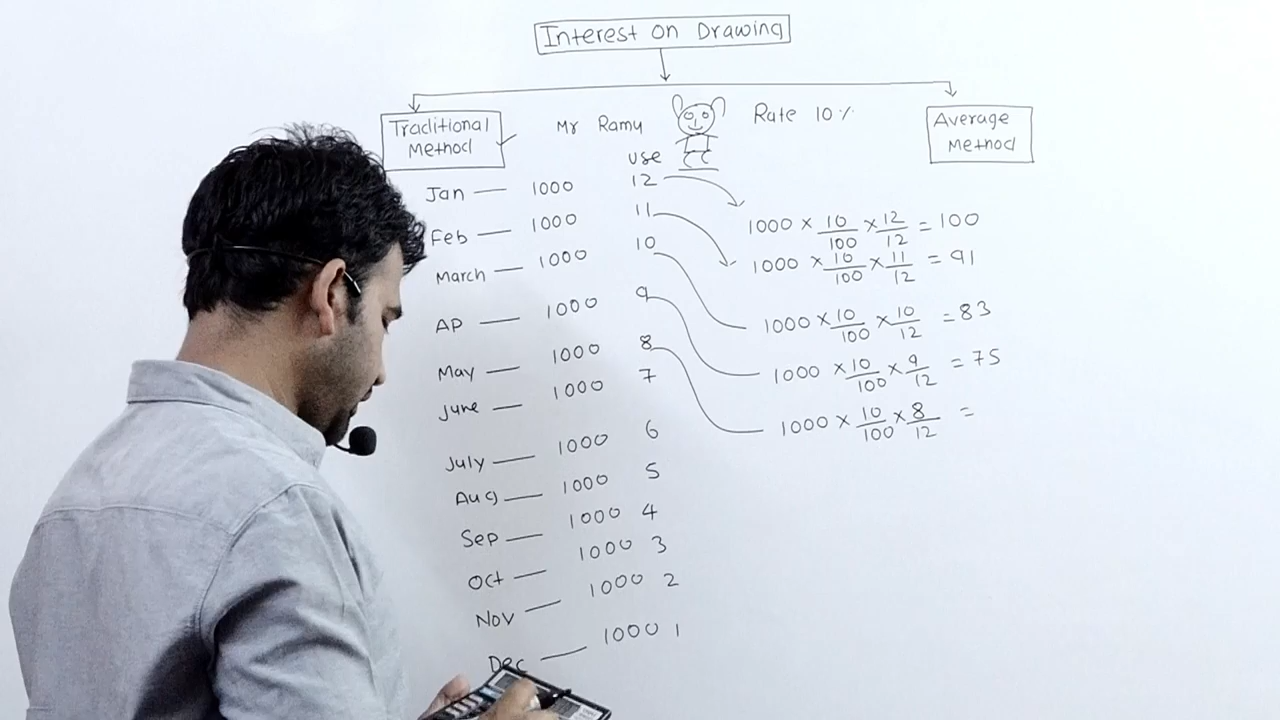 Interest on Drawing
Traditional Method
Mr Ramu
Rate 10%
Average Method
use
Jan — 1000 12
Feb — 1000 11
March — 1000 10
AP — 1000 9
May — 1000 8
June — 1000 7
July — 1000 6
Aug — 1000 5
Sep — 1000 4
Oct — 1000 3
Nov — 1000 2
Dec — 1000 1
1000 × 10/100 × 12/12 = 100
1000 × 10/100 × 11/12 = 91
1000 × 10/100 × 10/12 = 83
1000 × 10/100 × 9/12 = 75
1000 × 10/100 × 8/12 =